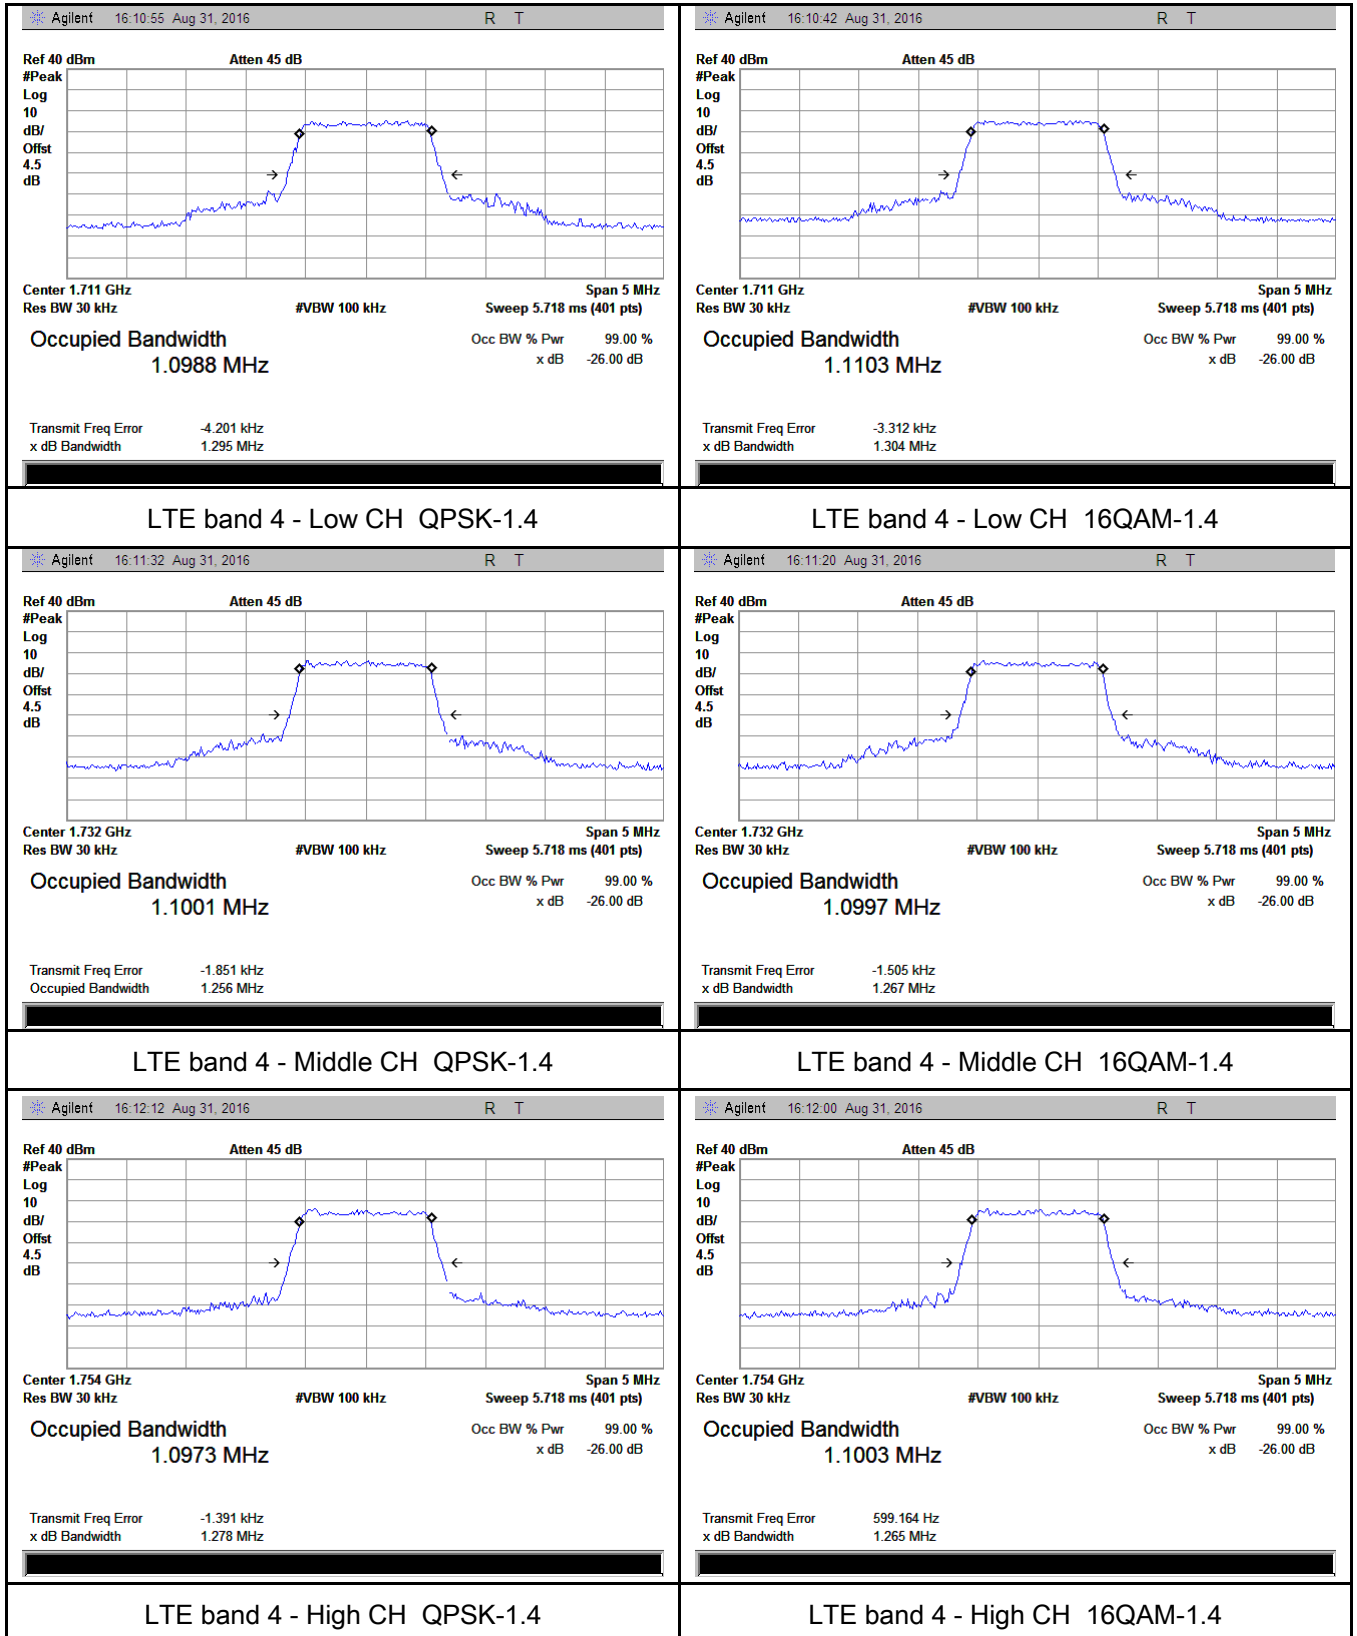 Agilent 16:10:55 Aug 31, 2016 R T
Ref 40 dBm Atten 45 dB
#Peak
Log
10
dB/
Offst
4.5
dB
Center 1.711 GHz Span 5 MHz
Res BW 30 kHz #VBW 100 kHz Sweep 5.718 ms (401 pts)
Occupied Bandwidth Occ BW % Pwr 99.00 %
1.0988 MHz x dB -26.00 dB
Transmit Freq Error -4.201 kHz
x dB Bandwidth 1.295 MHz
LTE band 4 - Low CH QPSK-1.4
Agilent 16:10:42 Aug 31, 2016 R T
Ref 40 dBm Atten 45 dB
#Peak
Log
10
dB/
Offst
4.5
dB
Center 1.711 GHz Span 5 MHz
Res BW 30 kHz #VBW 100 kHz Sweep 5.718 ms (401 pts)
Occupied Bandwidth Occ BW % Pwr 99.00 %
1.1103 MHz x dB -26.00 dB
Transmit Freq Error -3.312 kHz
x dB Bandwidth 1.304 MHz
LTE band 4 - Low CH 16QAM-1.4
Agilent 16:11:32 Aug 31, 2016 R T
Ref 40 dBm Atten 45 dB
#Peak
Log
10
dB/
Offst
4.5
dB
Center 1.732 GHz Span 5 MHz
Res BW 30 kHz #VBW 100 kHz Sweep 5.718 ms (401 pts)
Occupied Bandwidth Occ BW % Pwr 99.00 %
1.1001 MHz x dB -26.00 dB
Transmit Freq Error -1.851 kHz
Occupied Bandwidth 1.256 MHz
LTE band 4 - Middle CH QPSK-1.4
Agilent 16:11:20 Aug 31, 2016 R T
Ref 40 dBm Atten 45 dB
#Peak
Log
10
dB/
Offst
4.5
dB
Center 1.732 GHz Span 5 MHz
Res BW 30 kHz #VBW 100 kHz Sweep 5.718 ms (401 pts)
Occupied Bandwidth Occ BW % Pwr 99.00 %
1.0997 MHz x dB -26.00 dB
Transmit Freq Error -1.505 kHz
x dB Bandwidth 1.267 MHz
LTE band 4 - Middle CH 16QAM-1.4
Agilent 16:12:12 Aug 31, 2016 R T
Ref 40 dBm Atten 45 dB
#Peak
Log
10
dB/
Offst
4.5
dB
Center 1.754 GHz Span 5 MHz
Res BW 30 kHz #VBW 100 kHz Sweep 5.718 ms (401 pts)
Occupied Bandwidth Occ BW % Pwr 99.00 %
1.0973 MHz x dB -26.00 dB
Transmit Freq Error -1.391 kHz
x dB Bandwidth 1.278 MHz
LTE band 4 - High CH QPSK-1.4
Agilent 16:12:00 Aug 31, 2016 R T
Ref 40 dBm Atten 45 dB
#Peak
Log
10
dB/
Offst
4.5
dB
Center 1.754 GHz Span 5 MHz
Res BW 30 kHz #VBW 100 kHz Sweep 5.718 ms (401 pts)
Occupied Bandwidth Occ BW % Pwr 99.00 %
1.1003 MHz x dB -26.00 dB
Transmit Freq Error 599.164 Hz
x dB Bandwidth 1.265 MHz
LTE band 4 - High CH 16QAM-1.4